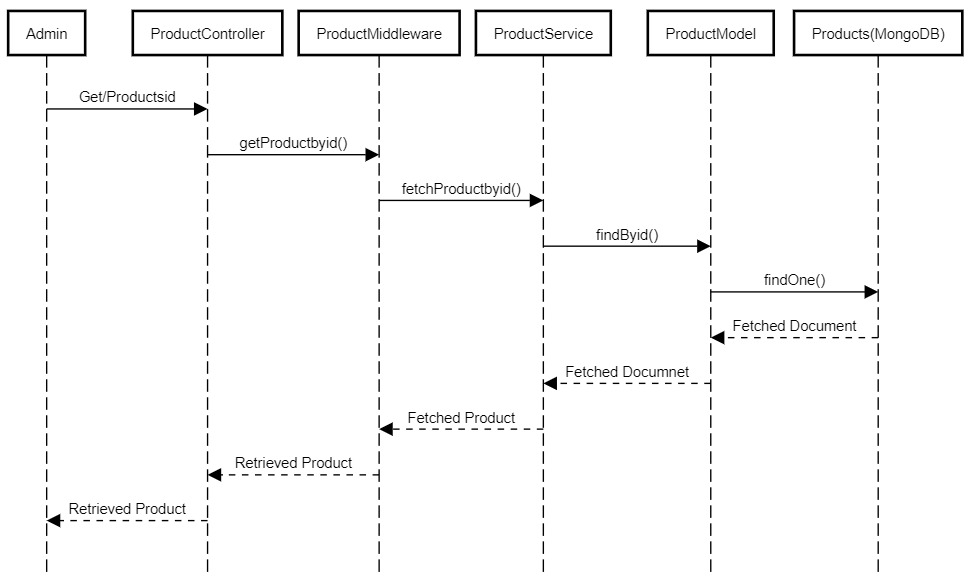 Admin
ProductController
ProductMiddleware
ProductService
ProductModel
Products(MongoDB)
Get/Productsid
getProductbyid()
fetchProductbyid()
findByid()
findOne()
Fetched Document
Fetched Documnet
Fetched Product
Retrieved Product
Retrieved Product